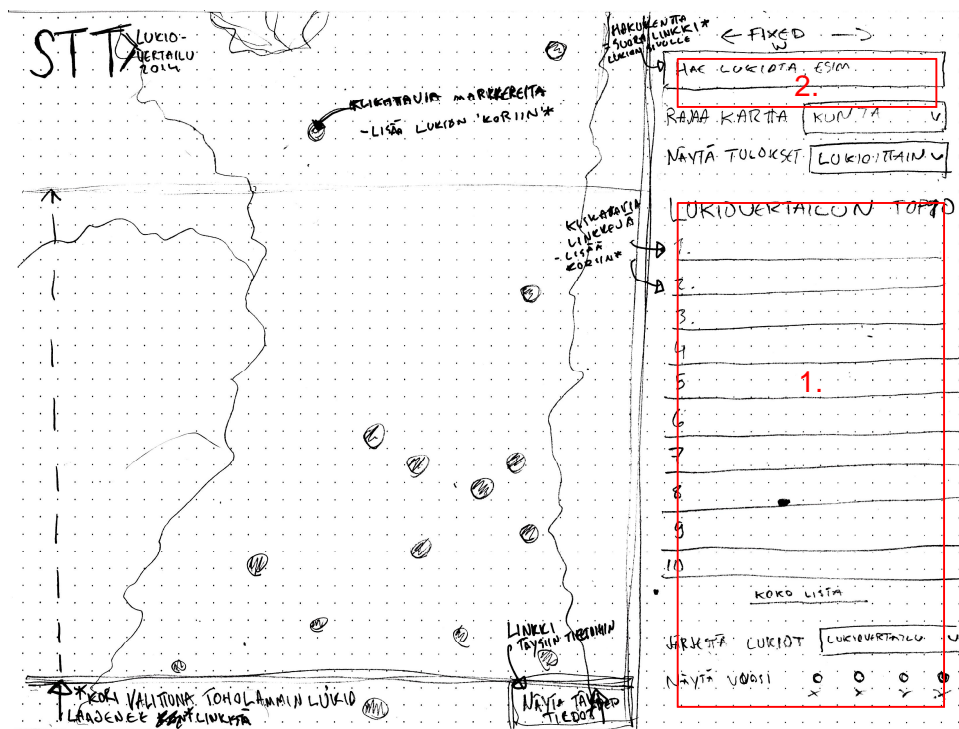 STT
LUKIO-
VERTAILU
2014
KLIKATTAVIA MARKKEREITA
-LISÄÄ LUKION 'KORIIN'*
HAKUKENTTÄ *
-SUORA LINKKI
LUKION SIVULLE
← FIXED →
W
HAE LUKIOTA, ESIM
2.
RAJAA KARTTA KUNTA V
NÄYTÄ TULOKSET LUKIOITTAIN V
LUKIOVERTAILUN TOP 10
KLIKATAVIA
LINKKEJÄ
-LISÄÄ
KORIIN*
1.
2.
3.
4
5
1.
6
7
8
9
10
KOKO LISTA
JÄRJESTÄ LUKIOT LUKIOVERTAILU V
NÄYTÄ VUOSI
LINKKI
TÄYSIIN TIETOIHIN
*KORI VALITTUNA TOHOLAMMIN LUKIO
LAAJENEE LINKISTÄ
NÄYTÄ
TIEDOT